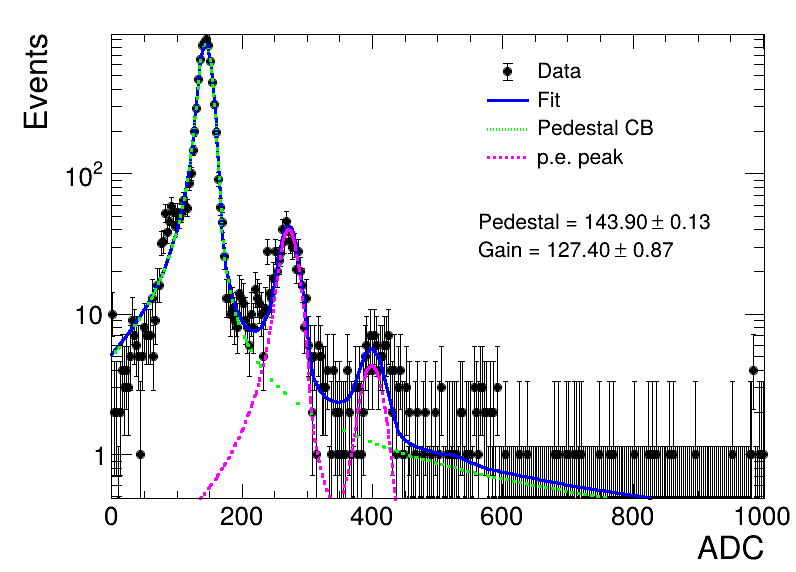 Events
Data
Fit
Pedestal CB
p.e. peak
Pedestal = 143.90 ± 0.13
Gain = 127.40 ± 0.87
10²
10
1
0 200 400 600 800 1000
ADC